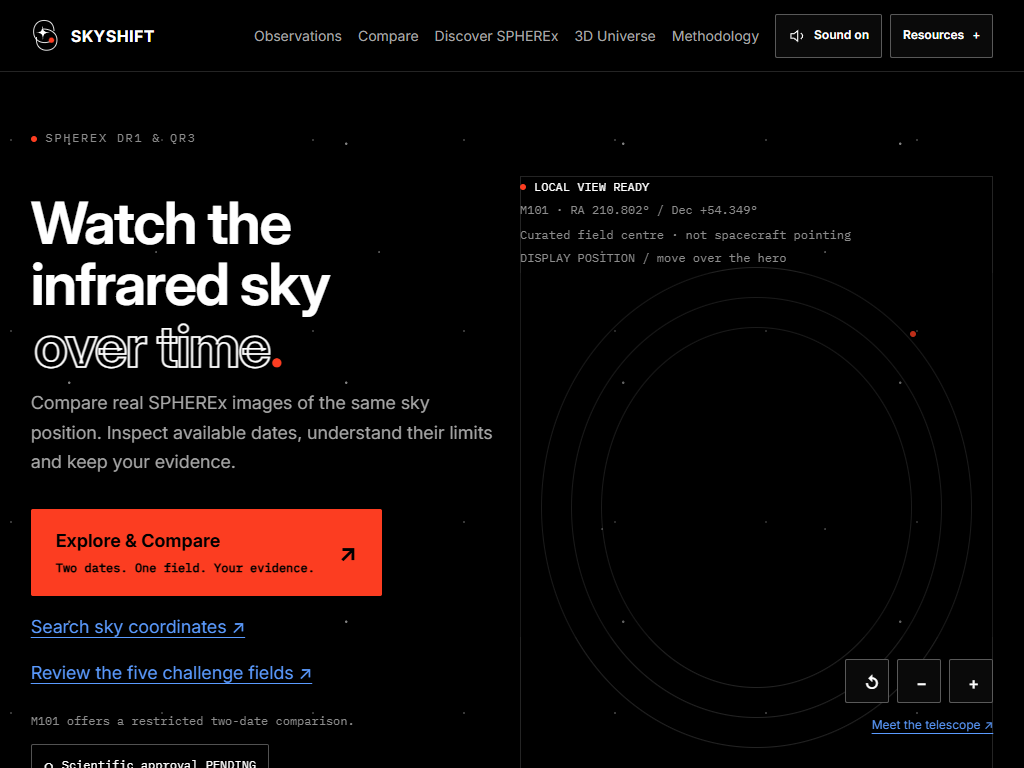 SKYSHIFT
Observations
Compare
Discover SPHEREx
3D Universe
Methodology
Sound on
Resources +
SPHEREX DR1 & QR3
Watch the
infrared sky
over time.
Compare real SPHEREx images of the same sky
position. Inspect available dates, understand their limits
and keep your evidence.
Explore & Compare ↗
Two dates. One field. Your evidence.
Search sky coordinates ↗
Review the five challenge fields ↗
M101 offers a restricted two-date comparison.
Scientific approval PENDING
LOCAL VIEW READY
M101 · RA 210.802° / Dec +54.349°
Curated field centre · not spacecraft pointing
DISPLAY POSITION / move over the hero
− +
Meet the telescope ↗